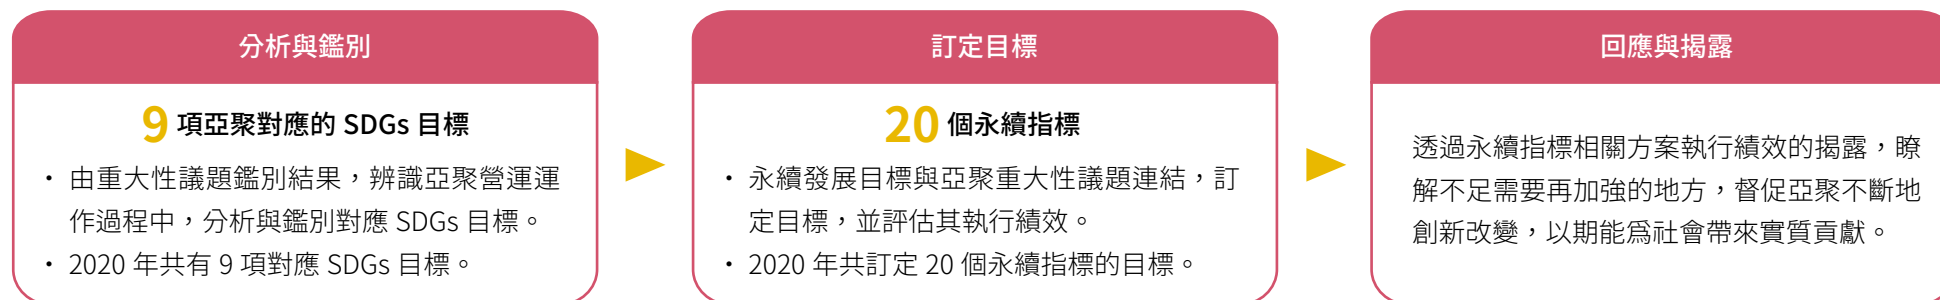 分析與鑑別
9 項亞聚對應的 SDGs 目標
・ 由重大性議題鑑別結果，辨識亞聚營運運
作過程中，分析與鑑別對應 SDGs 目標。
・ 2020 年共有 9 項對應 SDGs 目標。
訂定目標
20 個永續指標
・ 永續發展目標與亞聚重大性議題連結，訂
定目標，並評估其執行績效。
・ 2020 年共訂定 20 個永續指標的目標。
回應與揭露
透過永續指標相關方案執行績效的揭露，瞭
解不足需要再加強的地方，督促亞聚不斷地
創新改變，以期能爲社會帶來實質貢獻。